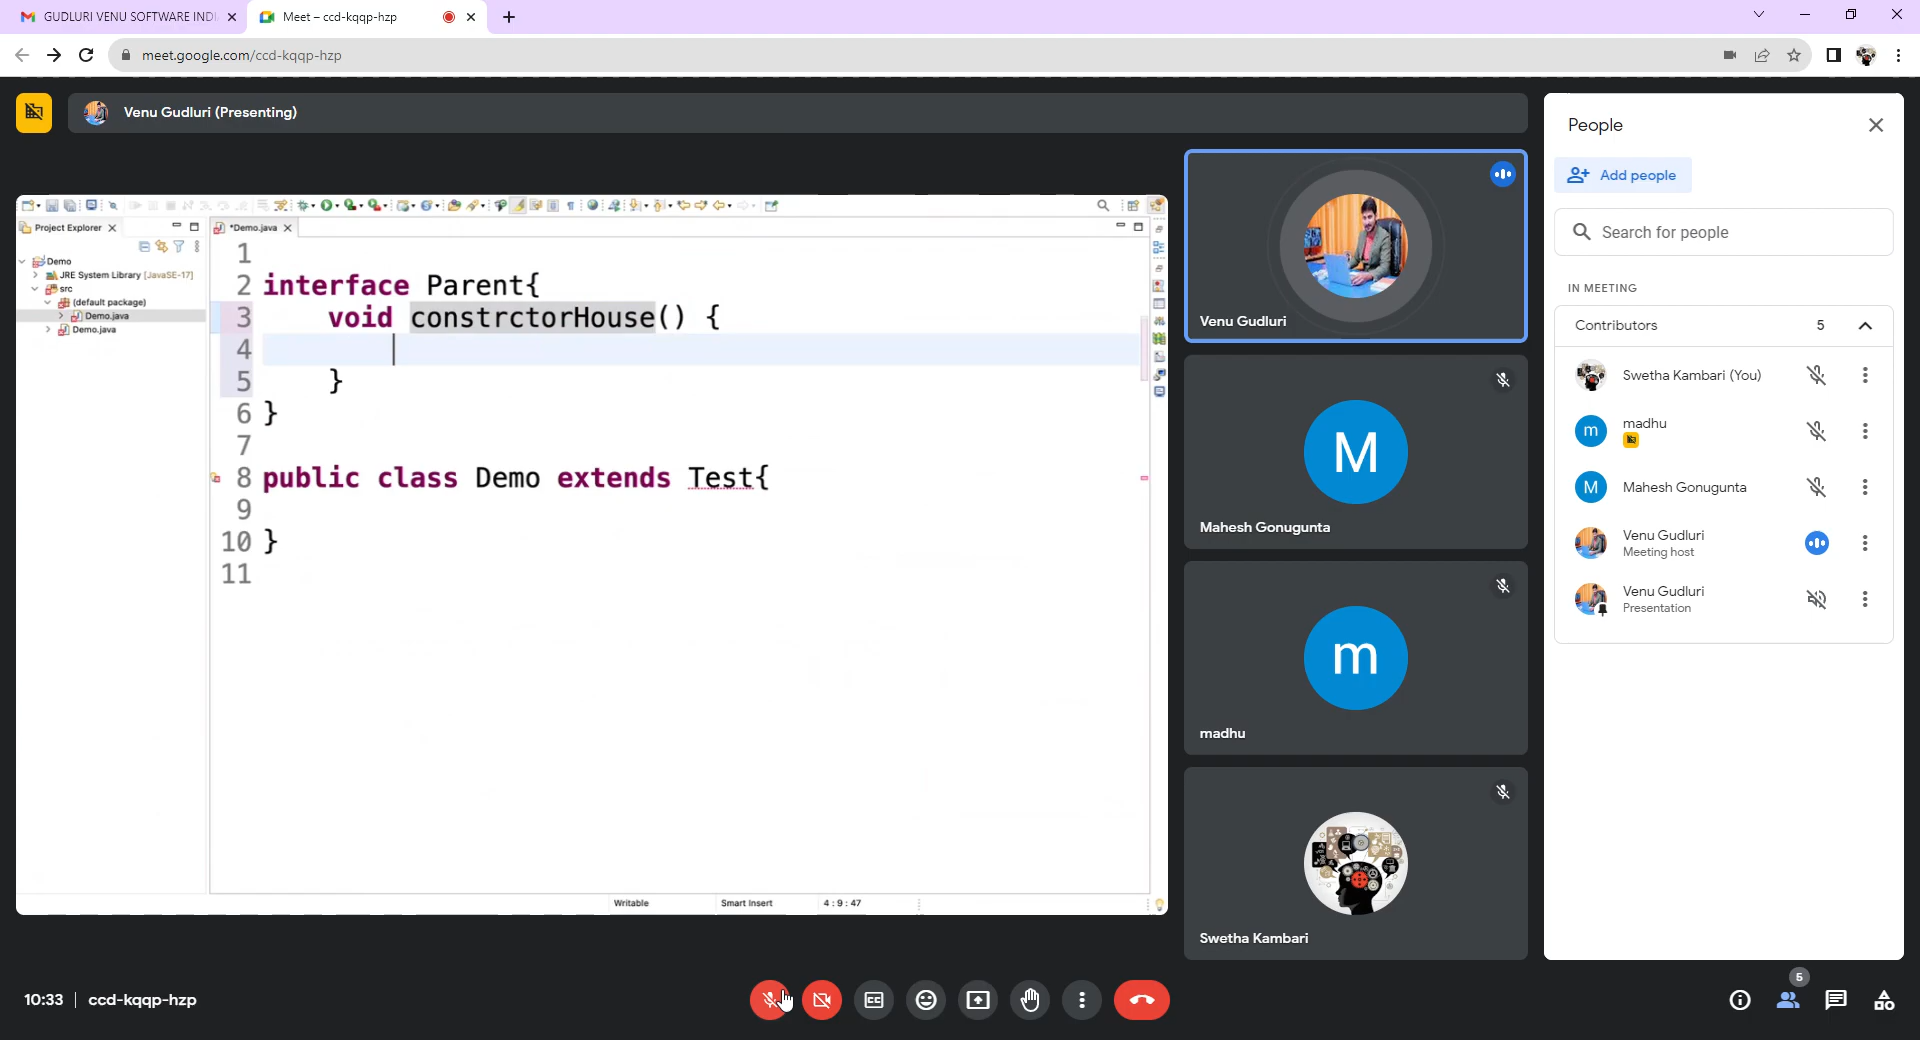 GUDLURI VENU SOFTWARE INDI
Meet – ccd-kqqp-hzp
meet.google.com/ccd-kqqp-hzp
Venu Gudluri (Presenting)
Project Explorer
Demo
JRE System Library [JavaSE-17]
src
(default package)
Demo.java
Demo.java
*Demo.java
1
2 interface Parent{
3 void constrctorHouse() {
4
5 }
6 }
7
8 public class Demo extends Test{
9
10 }
11
Writable
Smart Insert
4 : 9 : 47
Venu Gudluri
M
Mahesh Gonugunta
m
madhu
Swetha Kambari
People
Add people
Search for people
IN MEETING
Contributors 5
Swetha Kambari (You)
m madhu
M Mahesh Gonugunta
Venu Gudluri
Meeting host
Venu Gudluri
Presentation
10:33 | ccd-kqqp-hzp
5